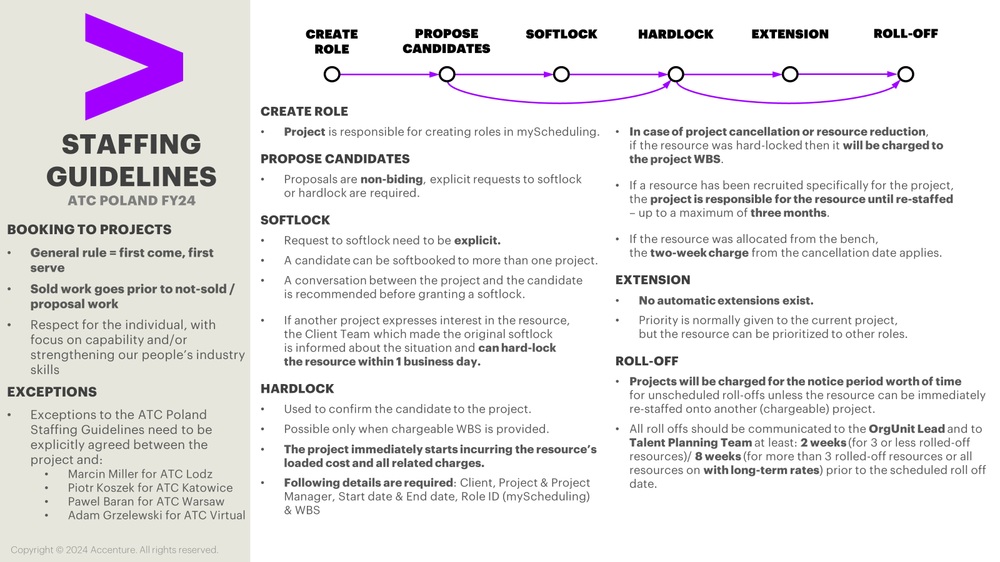 STAFFING
GUIDELINES
ATC POLAND FY24
BOOKING TO PROJECTS
• General rule = first come, first
serve
• Sold work goes prior to not-sold /
proposal work
• Respect for the individual, with
focus on capability and/or
strengthening our people’s industry
skills
EXCEPTIONS
• Exceptions to the ATC Poland
Staffing Guidelines need to be
explicitly agreed between the
project and:
• Marcin Miller for ATC Lodz
• Piotr Koszek for ATC Katowice
• Pawel Baran for ATC Warsaw
• Adam Grzelewski for ATC Virtual
Copyright © 2024 Accenture. All rights reserved.
CREATE
ROLE
PROPOSE
CANDIDATES
SOFTLOCK
HARDLOCK
EXTENSION
ROLL-OFF
CREATE ROLE
• Project is responsible for creating roles in myScheduling.
PROPOSE CANDIDATES
• Proposals are non-biding, explicit requests to softlock
or hardlock are required.
SOFTLOCK
• Request to softlock need to be explicit.
• A candidate can be softbooked to more than one project.
• A conversation between the project and the candidate
is recommended before granting a softlock.
• If another project expresses interest in the resource,
the Client Team which made the original softlock
is informed about the situation and can hard-lock
the resource within 1 business day.
HARDLOCK
• Used to confirm the candidate to the project.
• Possible only when chargeable WBS is provided.
• The project immediately starts incurring the resource’s
loaded cost and all related charges.
• Following details are required: Client, Project & Project
Manager, Start date & End date, Role ID (myScheduling)
& WBS
• In case of project cancellation or resource reduction,
if the resource was hard-locked then it will be charged to
the project WBS.
• If a resource has been recruited specifically for the project,
the project is responsible for the resource until re-staffed
– up to a maximum of three months.
• If the resource was allocated from the bench,
the two-week charge from the cancellation date applies.
EXTENSION
• No automatic extensions exist.
• Priority is normally given to the current project,
but the resource can be prioritized to other roles.
ROLL-OFF
• Projects will be charged for the notice period worth of time
for unscheduled roll-offs unless the resource can be immediately
re-staffed onto another (chargeable) project.
• All roll offs should be communicated to the OrgUnit Lead and to
Talent Planning Team at least: 2 weeks (for 3 or less rolled-off
resources)/ 8 weeks (for more than 3 rolled-off resources or all
resources on with long-term rates) prior to the scheduled roll off
date.